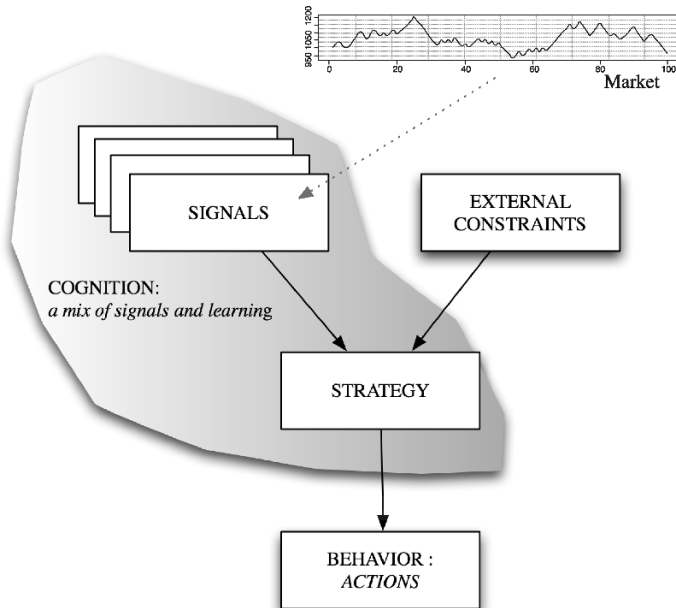 1200
1050
950
0
20
40
60
80
100
Market
SIGNALS
EXTERNAL
CONSTRAINTS
COGNITION:
a mix of signals and learning
STRATEGY
BEHAVIOR :
ACTIONS